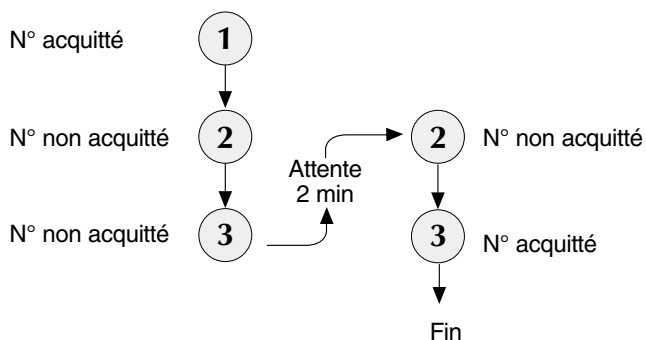 N° acquitté 1
N° non acquitté 2
N° non acquitté 3
Attente
2 min
2 N° non acquitté
3 N° acquitté
Fin